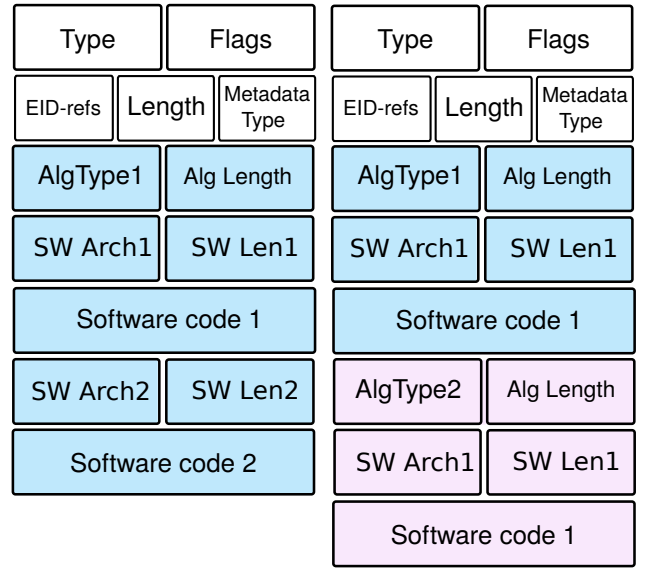 Type Flags
EID-refs Length Metadata
Type
AlgType1 Alg Length
SW Arch1 SW Len1
Software code 1
SW Arch2 SW Len2
Software code 2
Type Flags
EID-refs Length Metadata
Type
AlgType1 Alg Length
SW Arch1 SW Len1
Software code 1
AlgType2 Alg Length
SW Arch1 SW Len1
Software code 1